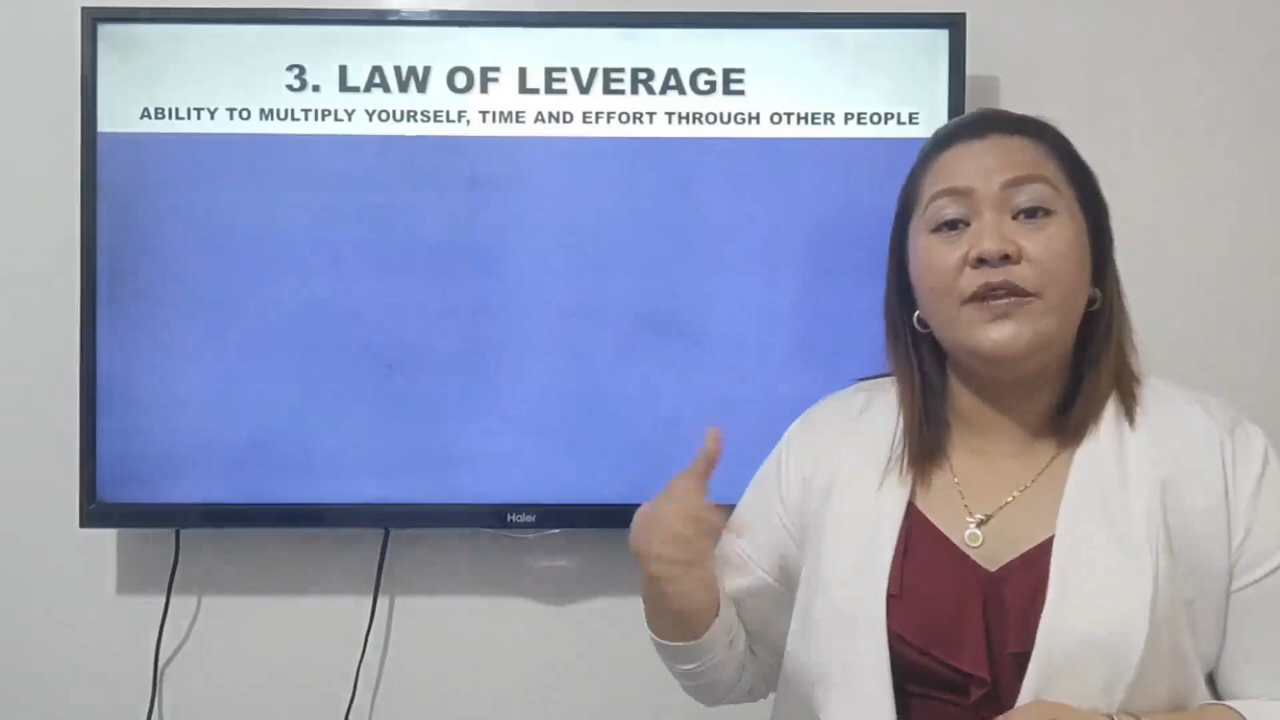 3. LAW OF LEVERAGE
ABILITY TO MULTIPLY YOURSELF, TIME AND EFFORT THROUGH OTHER PEOPLE
Haier